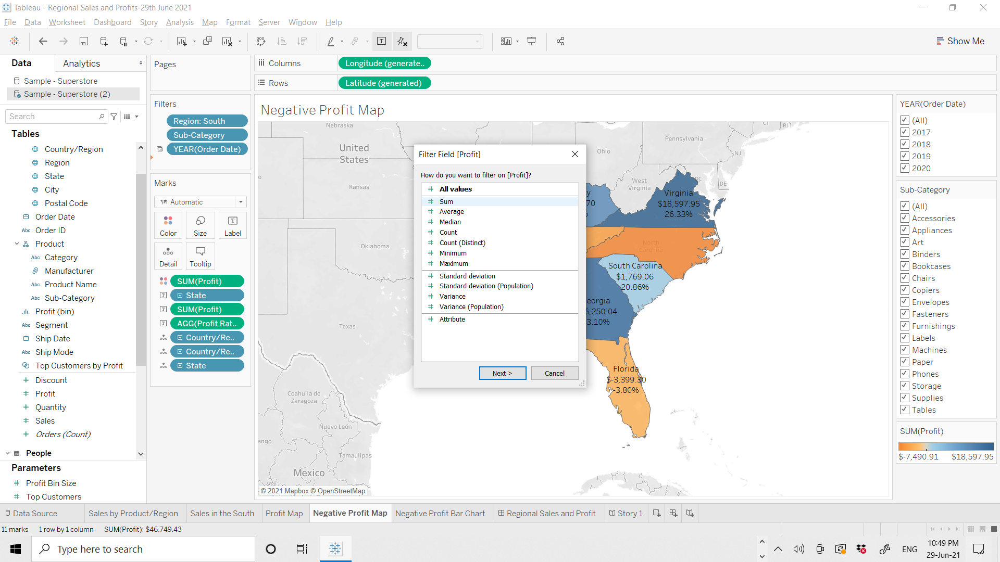 Tableau - Regional Sales and Profits-29th June 2021
File Data Worksheet Dashboard Story Analysis Map Format Server Window Help
Show Me
Data Analytics
Sample - Superstore
Sample - Superstore (2)
Search
Tables
Country/Region
Region
State
City
Postal Code
Order Date
Abc Order ID
Product
Abc Category
Manufacturer
Abc Product Name
Abc Sub-Category
Profit (bin)
Abc Segment
Ship Date
Abc Ship Mode
Top Customers by Profit
Discount
Profit
Quantity
Sales
Orders (Count)
People
Parameters
Profit Bin Size
Top Customers
Pages
Filters
Region: South
Sub-Category
YEAR(Order Date)
Marks
Automatic
Color Size Label
Detail Tooltip
SUM(Profit)
State
SUM(Profit)
AGG(Profit Rat..
Country/Re..
Country/Re..
State
Columns Longitude (generate..
Rows Latitude (generated)
Negative Profit Map
Nebraska
United
States
Kansas
Oklahoma
Texas
Coahuila de
Zaragoza
Nuevo León
ango
Tamaulipas
Mexico
© 2021 Mapbox © OpenStreetMap
Pennsylvania
Ohio
NJ
CT
RI
West
Virginia
DC
DE
Virginia
$18,597.95
26.33%
y
70
North
Carolina
South Carolina
$1,769.06
20.86%
eorgia
6,250.04
3.10%
Florida
$-3,399.30
-3.80%
Filter Field [Profit]
How do you want to filter on [Profit]?
All values
Sum
Average
Median
Count
Count (Distinct)
Minimum
Maximum
Standard deviation
Standard deviation (Population)
Variance
Variance (Population)
Attribute
Next > Cancel
YEAR(Order Date)
(All)
2017
2018
2019
2020
Sub-Category
(All)
Accessories
Appliances
Art
Binders
Bookcases
Chairs
Copiers
Envelopes
Fasteners
Furnishings
Labels
Machines
Paper
Phones
Storage
Supplies
Tables
SUM(Profit)
$-7,490.91 $18,597.95
Data Source Sales by Product/Region Sales in the South Profit Map Negative Profit Map Negative Profit Bar Chart Regional Sales and Profit Story 1
11 marks 1 row by 1 column SUM(Profit): $46,749.43
Type here to search
ENG
10:49 PM
29-Jun-21